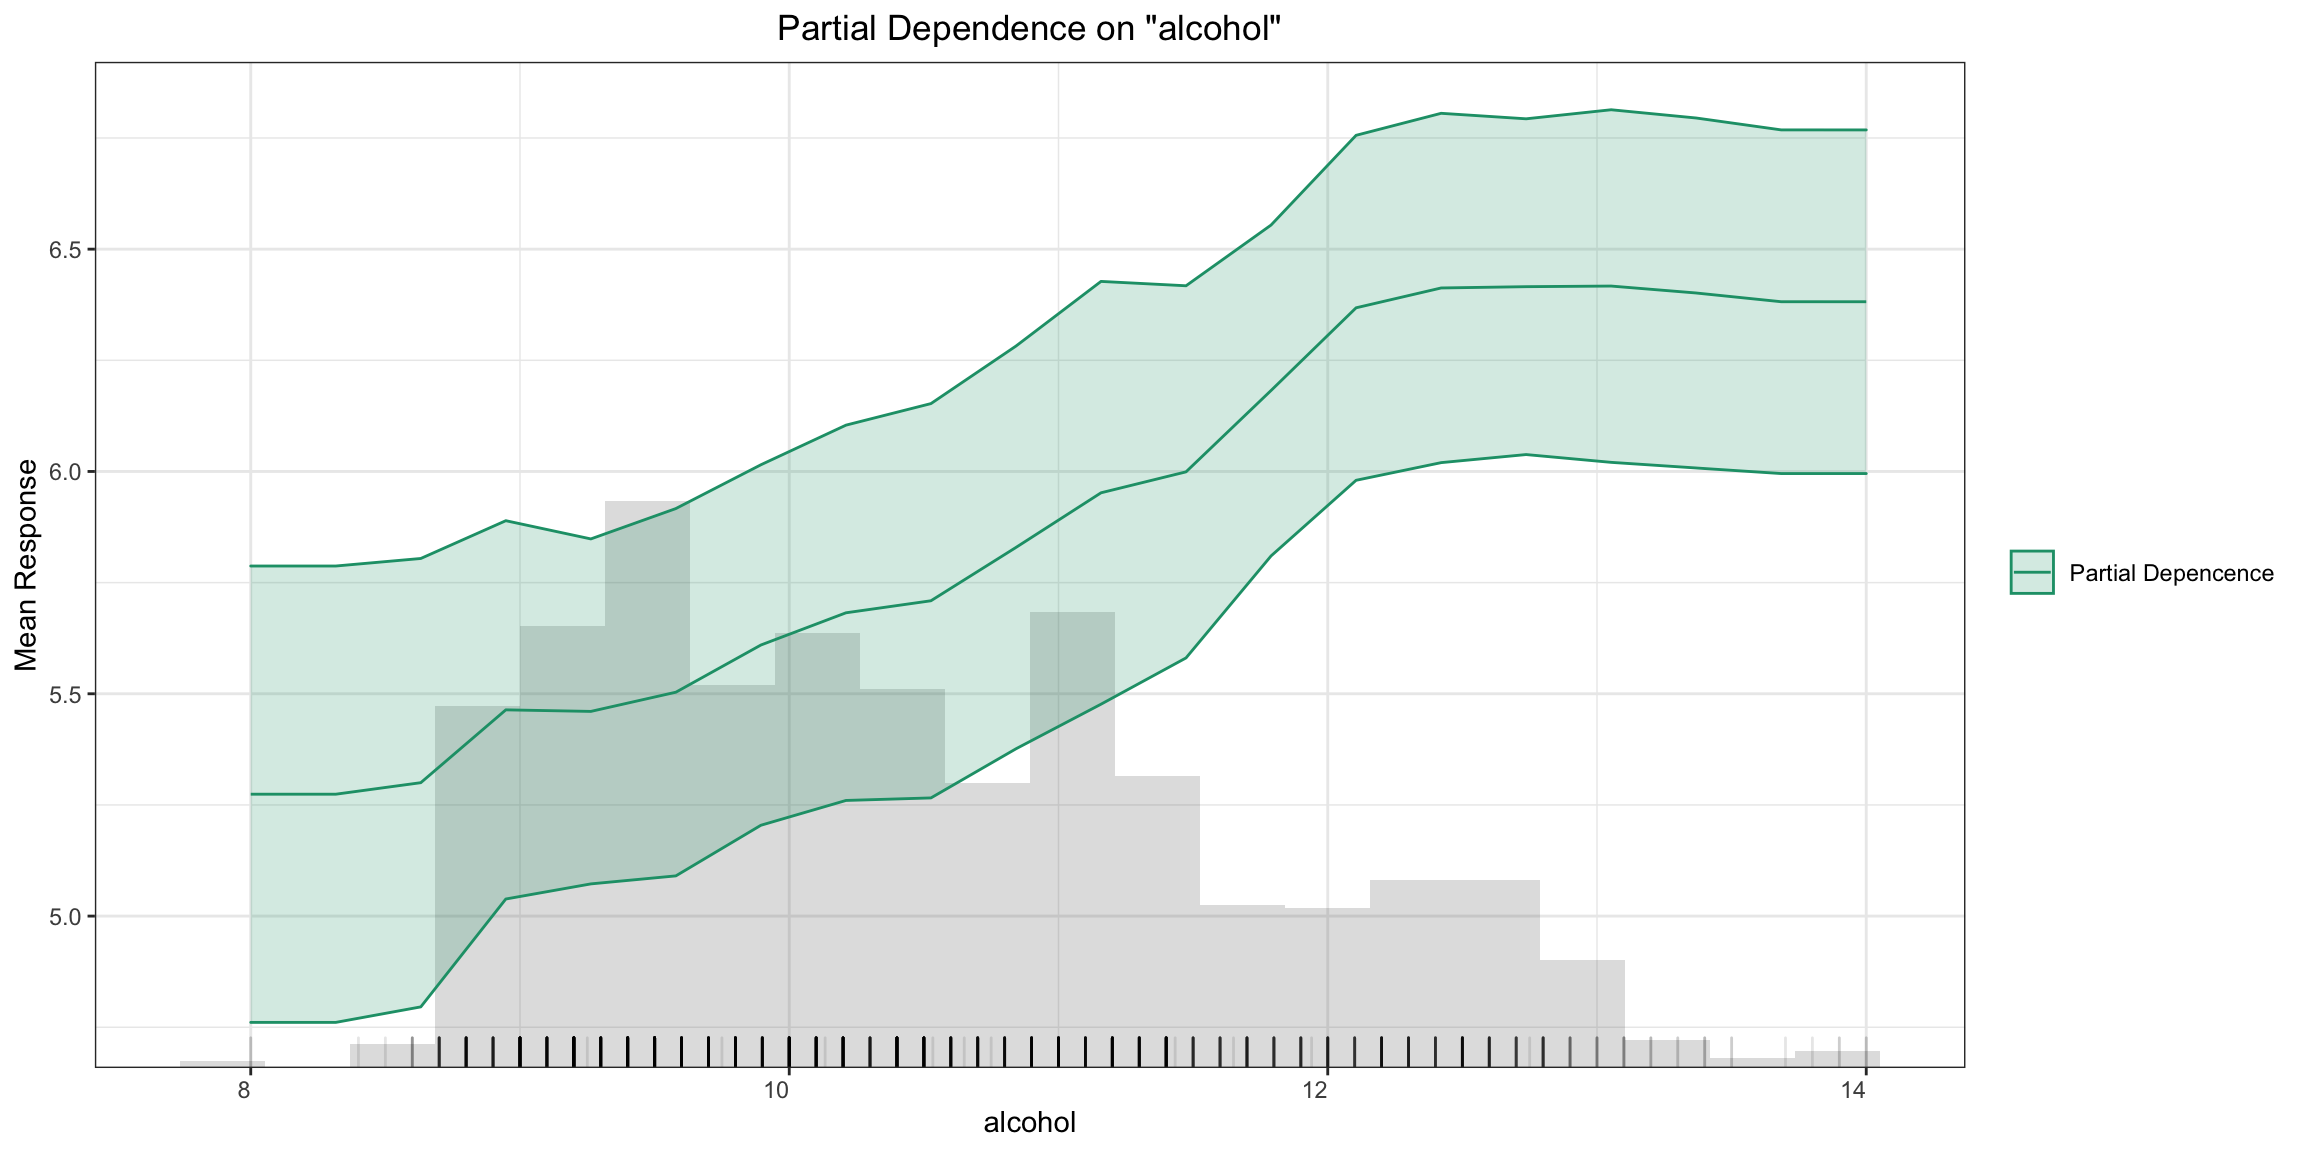 Partial Dependence on "alcohol"
Mean Response
6.5
6.0
5.5
5.0
8 10 12 14
alcohol
Partial Depencence